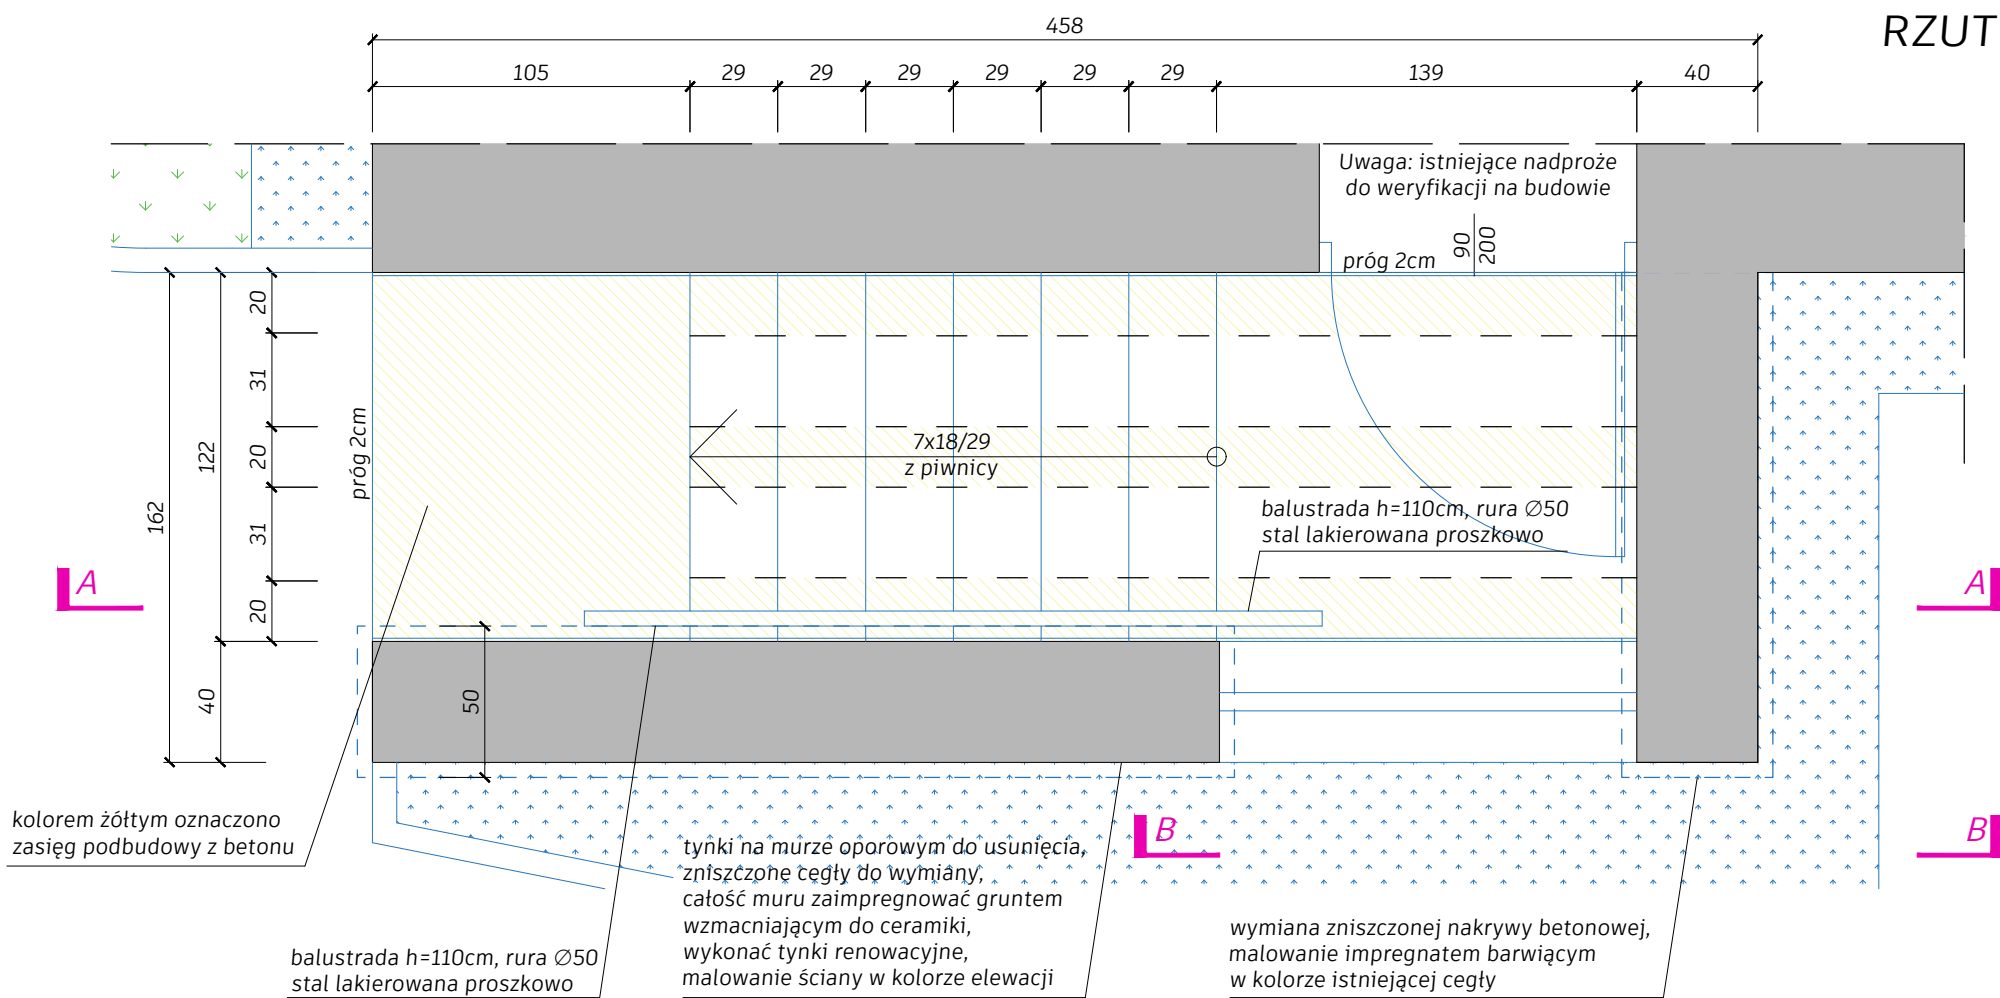 RZUT
458
105
29
29
29
29
29
29
139
40
Uwaga: istniejące nadproże
do weryfikacji na budowie
90
200
próg 2cm
20
31
20
31
20
122
162
40
50
próg 2cm
7x18/29
z piwnicy
balustrada h=110cm, rura ∅50
stal lakierowana proszkowo
A
A
B
B
kolorem żółtym oznaczono
zasięg podbudowy z betonu
balustrada h=110cm, rura ∅50
stal lakierowana proszkowo
tynki na murze oporowym do usunięcia,
zniszczone cegły do wymiany,
całość muru zaimpregnować gruntem
wzmacniającym do ceramiki,
wykonać tynki renowacyjne,
malowanie ściany w kolorze elewacji
wymiana zniszczonej nakrywy betonowej,
malowanie impregnatem barwiącym
w kolorze istniejącej cegły